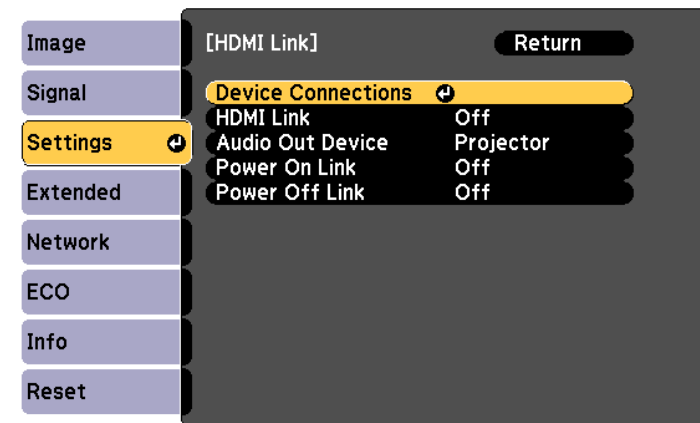 Image
Signal
Settings
Extended
Network
ECO
Info
Reset
[HDMI Link] Return
Device Connections
HDMI Link Off
Audio Out Device Projector
Power On Link Off
Power Off Link Off